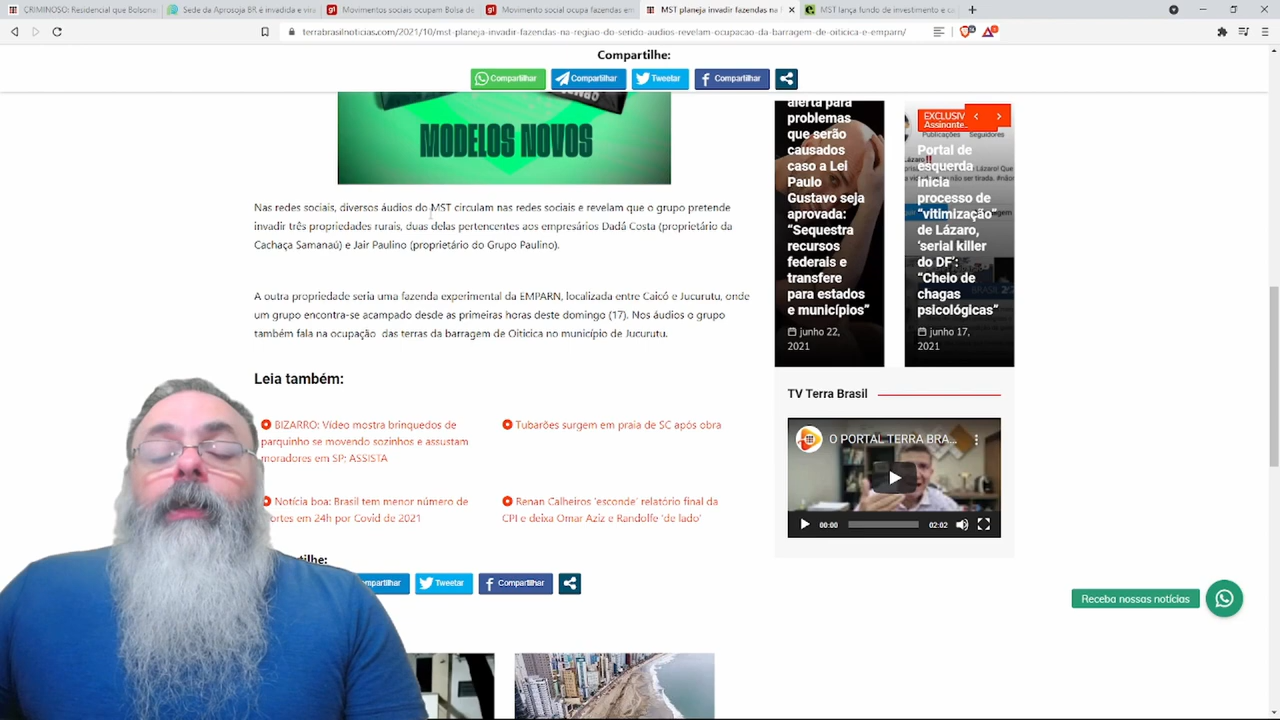 CRIMINOSO: Residencial que Bolsona
Sede da Aprosoja BR é invadida e vira
Movimentos sociais ocupam Bolsa de
Movimento social ocupa fazendas em
MST planeja invadir fazendas na R
MST lança fundo de investimento e ca
terrabrasilnoticias.com/2021/10/mst-planeja-invadir-fazendas-na-regiao-do-serido-audios-revelam-ocupacao-da-barragem-de-oiticica-e-emparn/
Compartilhe:
Compartilhar
Compartilhar
Tweetar
Compartilhar
MODELOS NOVOS
Na redes sociais, diversos áudios do MST circulam nas redes sociais e revelam que o grupo pretende
invadir três propriedades rurais, duas delas pertencentes aos empresários Dadá Costa (proprietário da
Cachaça Samanaú) e Jair Paulino (proprietário do Grupo Paulino).
A outra propriedade seria uma fazenda experimental da EMPARN, localizada entre Caicó e Jucurutu, onde
um grupo encontra-se acampado desde as primeiras horas deste domingo (17). Nos áudios o grupo
também fala na ocupação das terras da barragem de Oiticica no município de Jucurutu.
Leia também:
BIZARRO: Vídeo mostra brinquedos de
parquinho se movendo sozinhos e assustam
moradores em SP; ASSISTA
Tubarões surgem em praia de SC após obra
Notícia boa: Brasil tem menor número de
ortes em 24h por Covid de 2021
Renan Calheiros 'esconde' relatório final da
CPI e deixa Omar Aziz e Randolfe 'de lado'
tilhe:
mpartilhar
Tweetar
Compartilhar
alerta para
problemas
que serão
causados
caso a Lei
Paulo
Gustavo seja
aprovada:
“Sequestra
recursos
federais e
transfere
para estados
e municípios”
junho 22,
2021
EXCLUSIV
Assinante
Publicações Seguidores
Portal de
esquerda
inicia
processo de
“vitimização”
de Lázaro,
‘serial killer
do DF’:
“Cheio de
chagas
psicológicas”
junho 17,
2021
TV Terra Brasil
O PORTAL TERRA BRA...
00:00
02:02
Receba nossas notícias